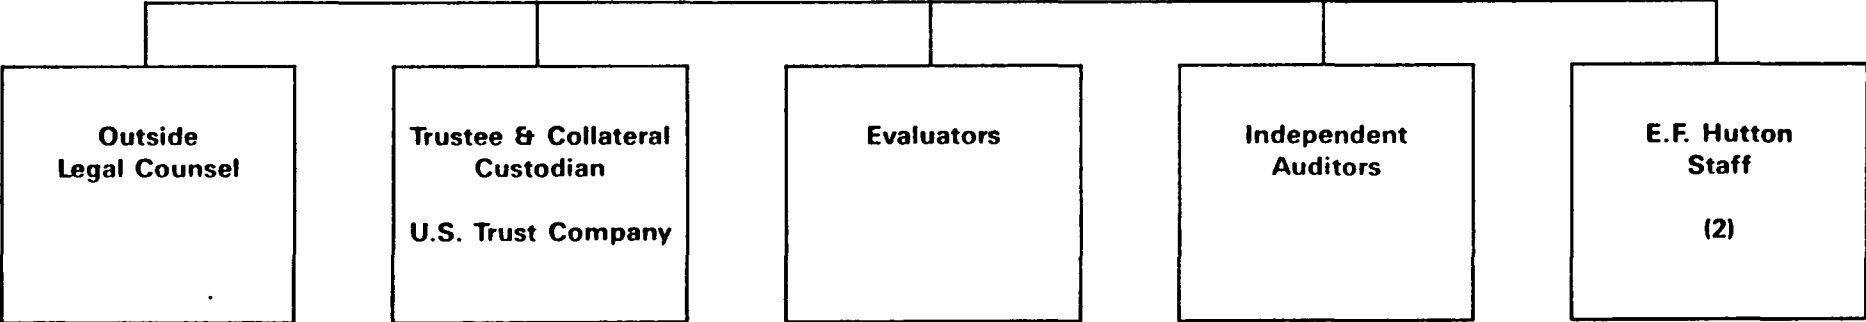 Outside
Legal Counsel
Trustee & Collateral
Custodian
U.S. Trust Company
Evaluators
Independent
Auditors
E.F. Hutton
Staff
(2)